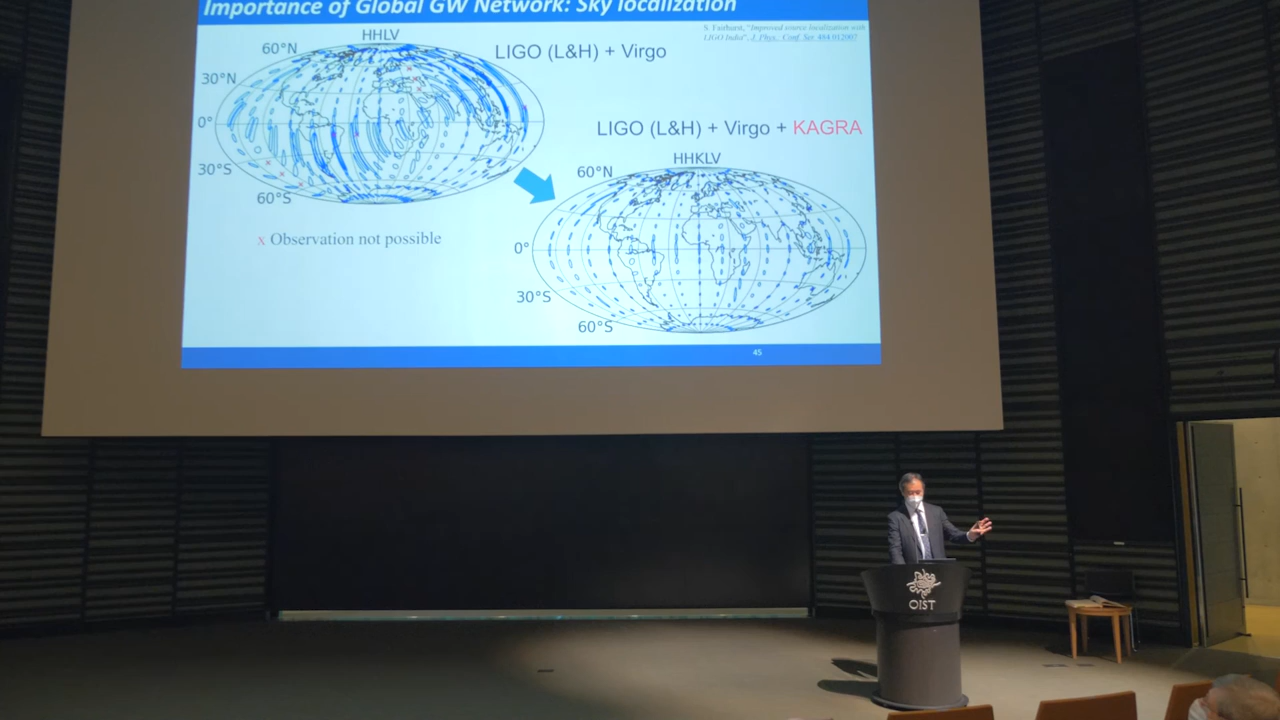 Importance of Global GW Network: Sky localization
S. Fairhurst, "Improved source localization with
LIGO India", J. Phys.: Conf. Ser. 484 012007
HHLV
60°N
LIGO (L&H) + Virgo
30°N
0°
30°S
60°S
x Observation not possible
LIGO (L&H) + Virgo + KAGRA
HHKLV
60°N
0°
30°S
60°S
45
OIST